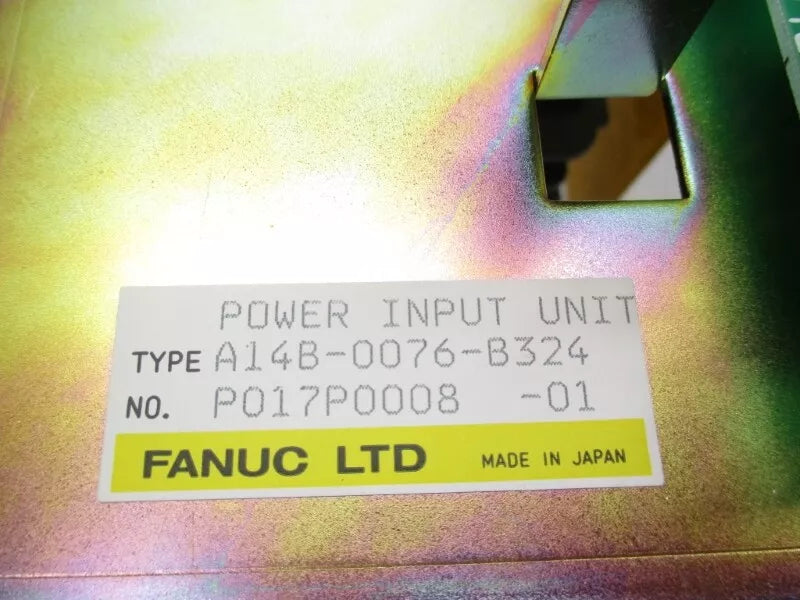 POWER INPUT UNIT
TYPE A14B-0076-B324
NO. P017P0008 -01
FANUC LTD MADE IN JAPAN